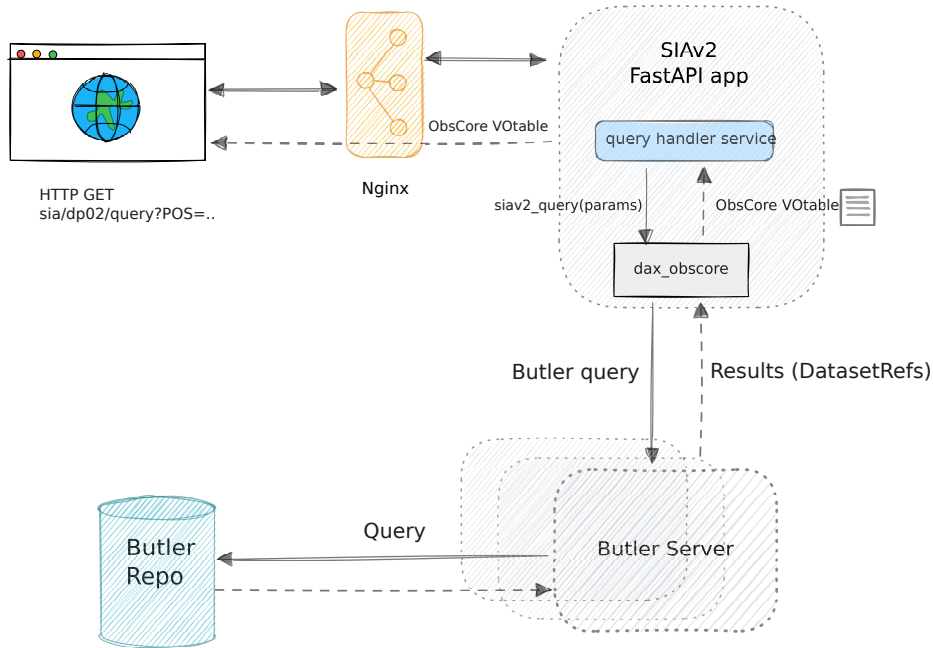 SIAv2
FastAPI app
ObsCore VOtable
query handler service
Nginx
HTTP GET
sia/dp02/query?POS=..
siav2_query(params)
ObsCore VOtable
dax_obscore
Butler query
Results (DatasetRefs)
Query
Butler Server
Butler
Repo